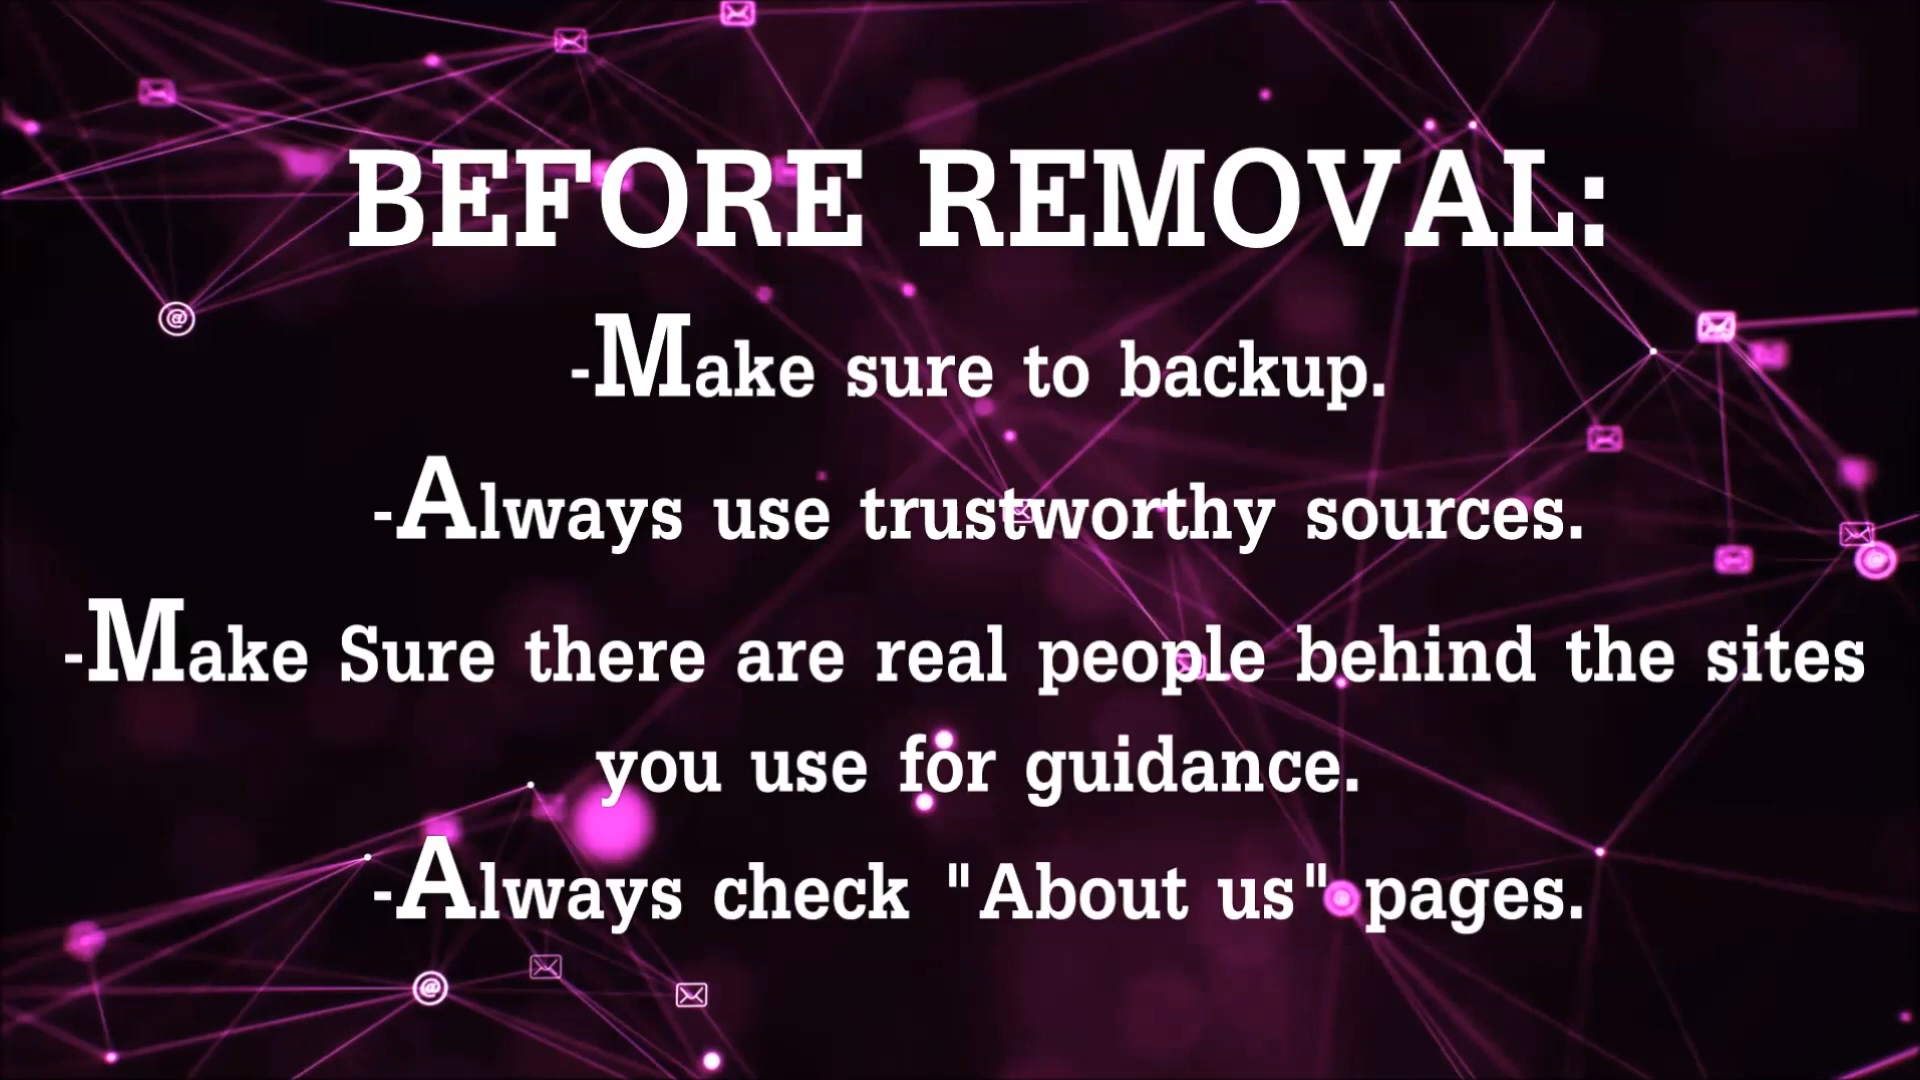 BEFORE REMOVAL:
-Make sure to backup.
-Always use trustworthy sources.
-Make Sure there are real people behind the sites
you use for guidance.
-Always check "About us" pages.